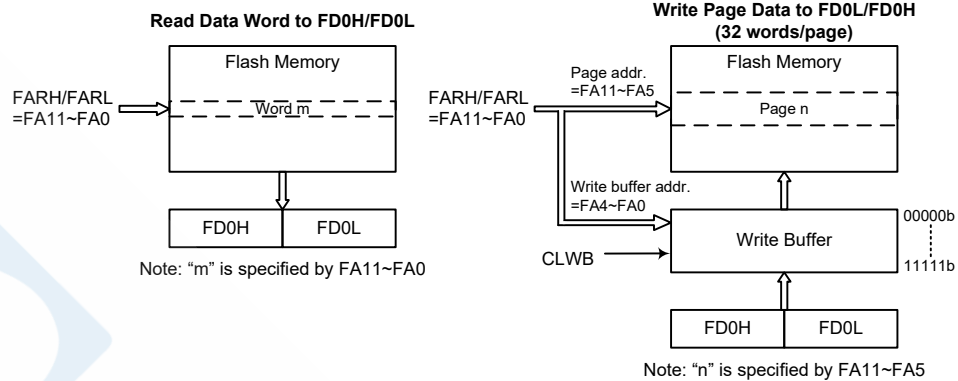 Read Data Word to FD0H/FD0L
Flash Memory
FARH/FARL
=FA11~FA0
Word m
FD0H
FD0L
Note: “m” is specified by FA11~FA0
Write Page Data to FD0L/FD0H
(32 words/page)
Flash Memory
Page addr.
=FA11~FA5
FARH/FARL
=FA11~FA0
Page n
Write buffer addr.
=FA4~FA0
Write Buffer
00000b
11111b
CLWB
FD0H
FD0L
Note: “n” is specified by FA11~FA5